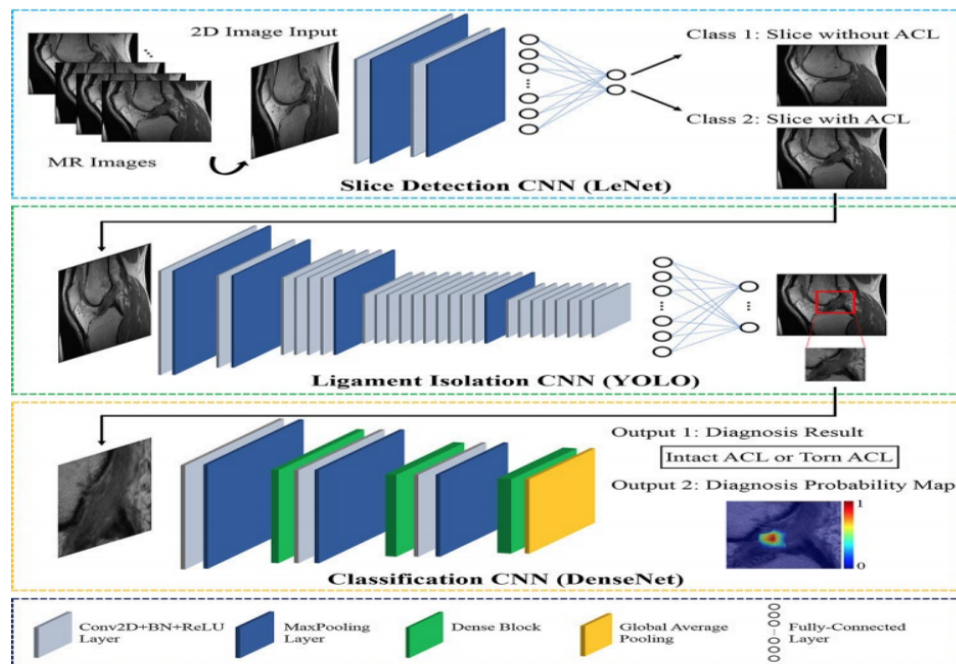 2D Image Input
MR Images
Class 1: Slice without ACL
Class 2: Slice with ACL
Slice Detection CNN (LeNet)
Ligament Isolation CNN (YOLO)
Output 1: Diagnosis Result
Intact ACL or Torn ACL
Output 2: Diagnosis Probability Map
1
0
Classification CNN (DenseNet)
Conv2D+BN+ReLU
Layer
MaxPooling
Layer
Dense Block
Global Average
Pooling
Fully-Connected
Layer